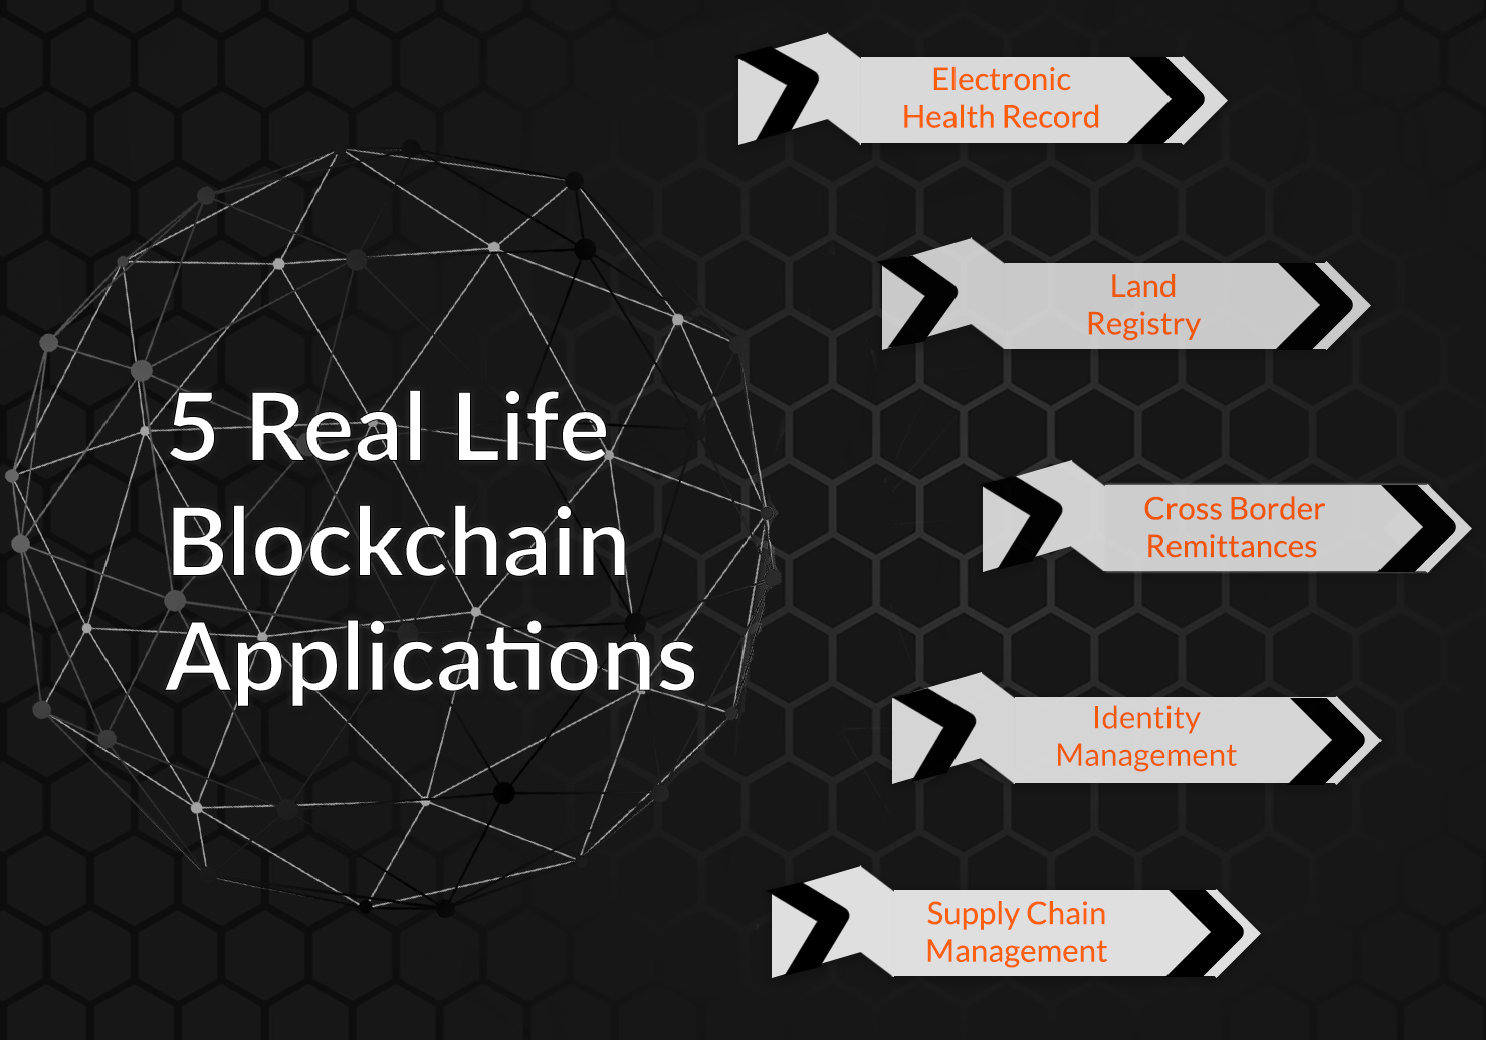 5 Real Life
Blockchain
Applications
Electronic
Health Record
Land
Registry
Cross Border
Remittances
Identity
Management
Supply Chain
Management